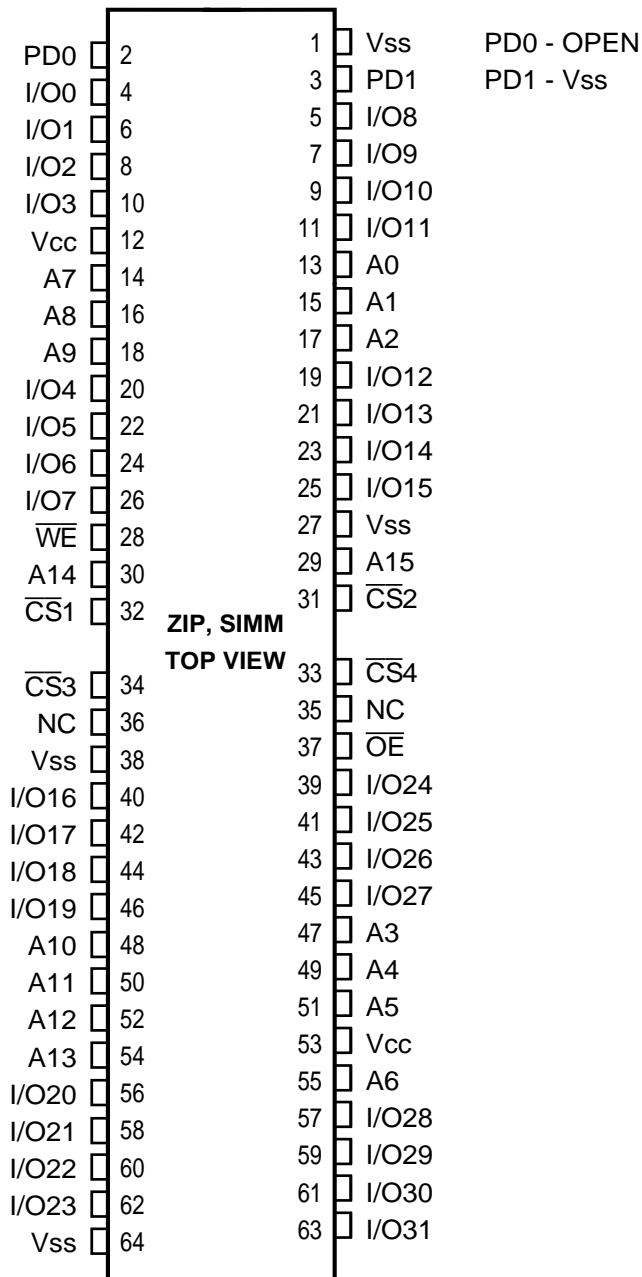 1 Vss PD0 - OPEN
PD0 2
3 PD1 PD1 - Vss
I/O0 4
5 I/O8
I/O1 6
7 I/O9
I/O2 8
9 I/O10
I/O3 10
11 I/O11
Vcc 12
13 A0
A7 14
15 A1
A8 16
17 A2
A9 18
19 I/O12
I/O4 20
21 I/O13
I/O5 22
23 I/O14
I/O6 24
25 I/O15
I/O7 26
27 Vss
W̅E̅ 28
29 A15
A14 30
31 C̅S̅2
C̅S̅1 32
ZIP, SIMM
TOP VIEW
33 C̅S̅4
C̅S̅3 34
35 NC
NC 36
37 O̅E̅
Vss 38
39 I/O24
I/O16 40
41 I/O25
I/O17 42
43 I/O26
I/O18 44
45 I/O27
I/O19 46
47 A3
A10 48
49 A4
A11 50
51 A5
A12 52
53 Vcc
A13 54
55 A6
I/O20 56
57 I/O28
I/O21 58
59 I/O29
I/O22 60
61 I/O30
I/O23 62
63 I/O31
Vss 64